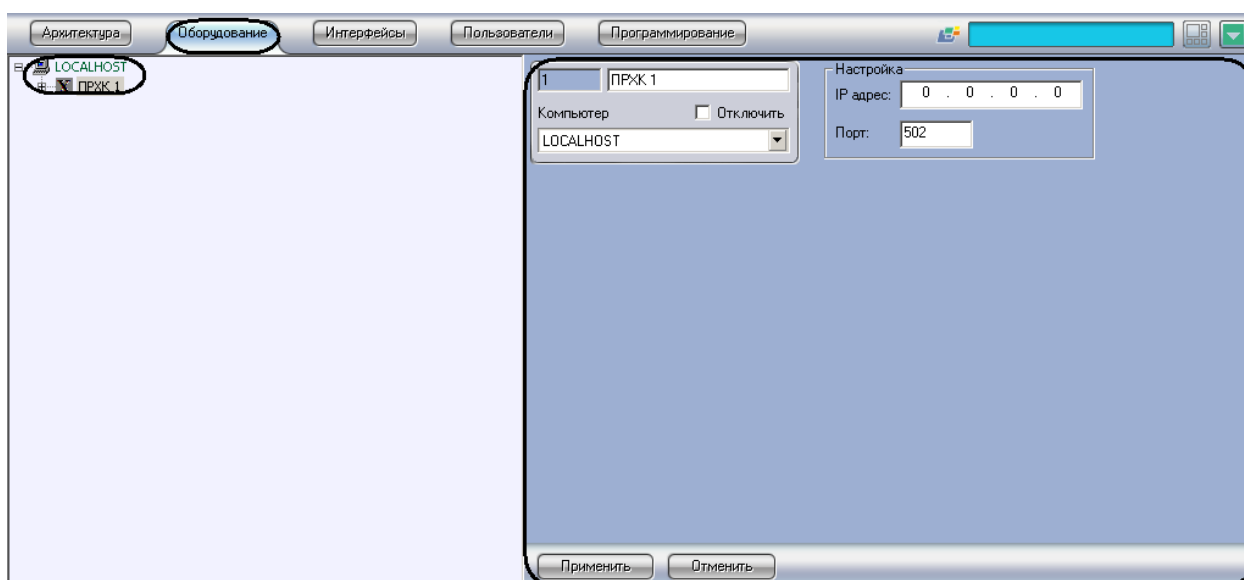 Архитектура Оборудование Интерфейсы Пользователи Программирование
LOCALHOST
ПРХК 1
1 ПРХК 1
Компьютер Отключить
LOCALHOST
Настройка
IP адрес: 0 . 0 . 0 . 0
Порт: 502
Применить Отменить